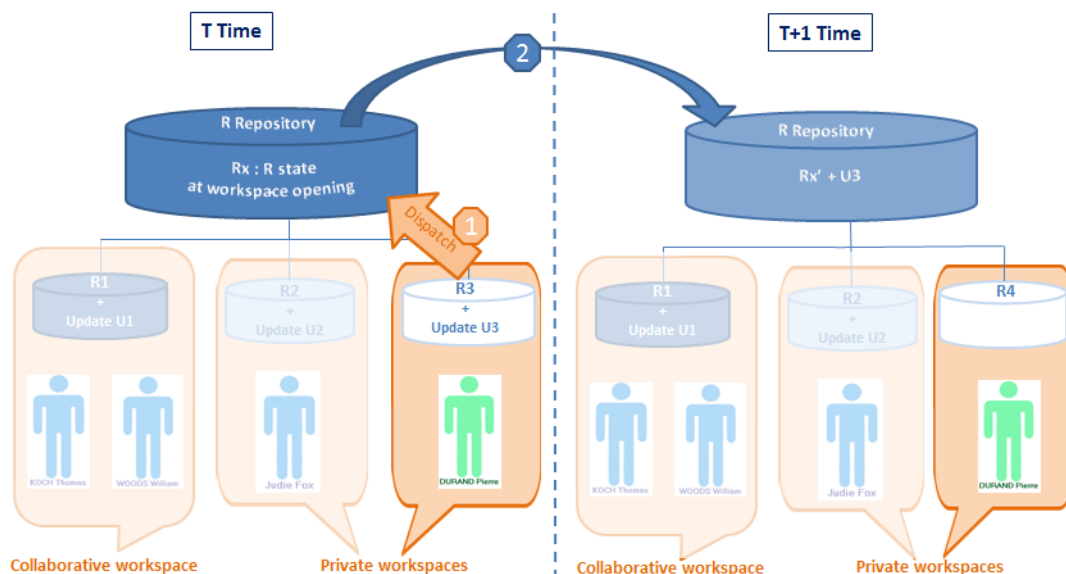 T Time
T+1 Time
2
R Repository
Rx : R state
at workspace opening
R Repository
Rx’ + U3
1
Dispatch
R1
+
Update U1
R2
+
Update U2
R3
+
Update U3
R1
+
Update U1
R2
+
Update U2
R4
KOCH Thomas
WOODS William
Judie Fox
DURAND Pierre
KOCH Thomas
WOODS William
Judie Fox
DURAND Pierre
Collaborative workspace
Private workspaces
Collaborative workspace
Private workspaces